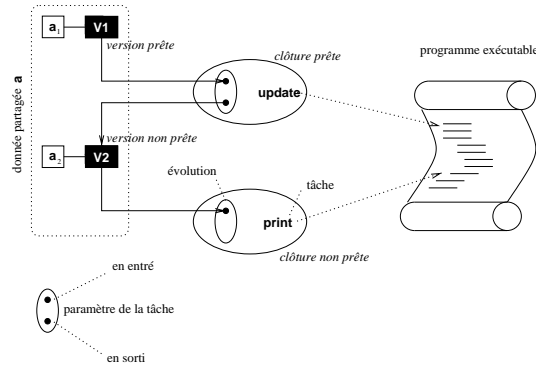 a1
V1
version prête
clôture prête
programme exécutable
update
donnée partagée a
version non prête
a2
V2
évolution
tâche
print
clôture non prête
en entré
paramètre de la tâche
en sorti